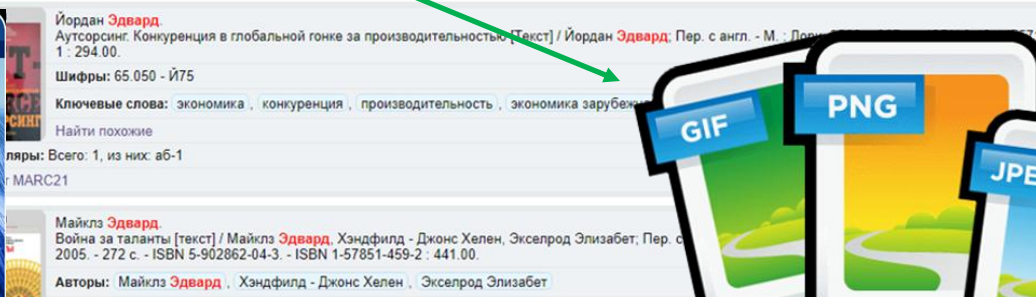 Йордан Эдвард.
Аутсорсинг. Конкуренция в глобальной гонке за производительностью [Текст] / Йордан Эдвард; Пер. с англ. - М. :
1 : 294.00.
Шифры: 65.050 - Й75
Ключевые слова: экономика , конкуренция , производительность , экономика
Найти похожие
Всего: 1, из них: аб-1
MARC21
Майклз Эдвард.
Война за таланты [текст] / Майклз Эдвард, Хэндфилд - Джонс Хелен, Экселрод Элизабет; Пер. с
2005. - 272 с. - ISBN 5-902862-04-3. - ISBN 1-57851-459-2 : 441.00.
Авторы: Майклз Эдвард , Хэндфилд - Джонс Хелен , Экселрод Элизабет
GIF
PNG